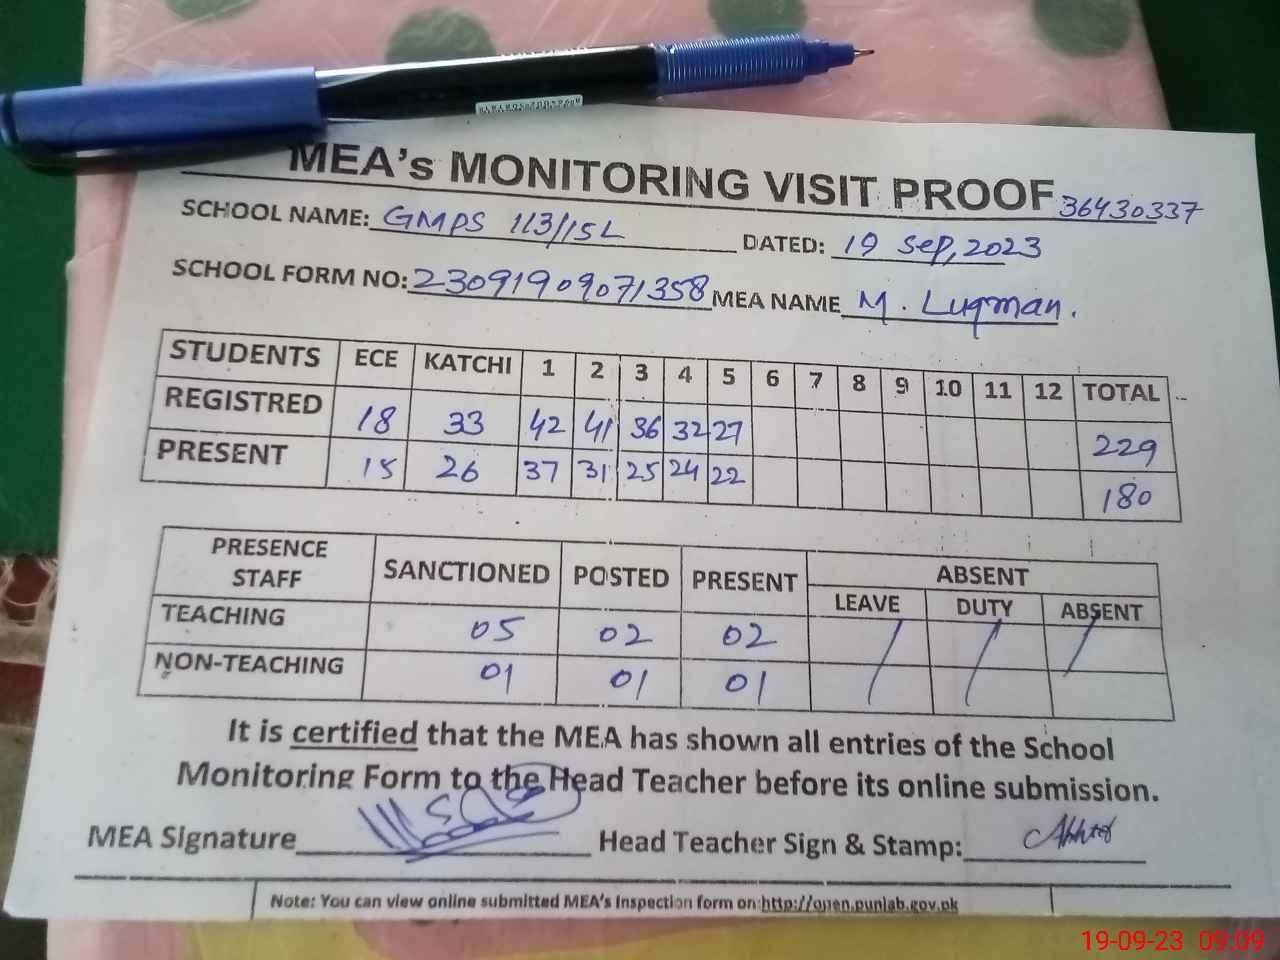 MEA's MONITORING VISIT PROOF 36430337
SCHOOL NAME: GMPS 113/15L DATED: 19 Sep, 2023
SCHOOL FORM NO: 23091909071358 MEA NAME M. Luqman.
STUDENTS ECE KATCHI 1 2 3 4 5 6 7 8 9 10 11 12 TOTAL
REGISTRED 18 33 42 41 36 32 27 229
PRESENT 15 26 37 31 25 24 22 180
PRESENCE STAFF SANCTIONED POSTED PRESENT ABSENT
LEAVE DUTY ABSENT
TEACHING 05 02 02
NON-TEACHING 01 01 01
It is certified that the MEA has shown all entries of the School
Monitoring Form to the Head Teacher before its online submission.
MEA Signature Head Teacher Sign & Stamp:
Note: You can view online submitted MEA's Inspection form on:http://open.punjab.gov.pk
19-09-23 09:09